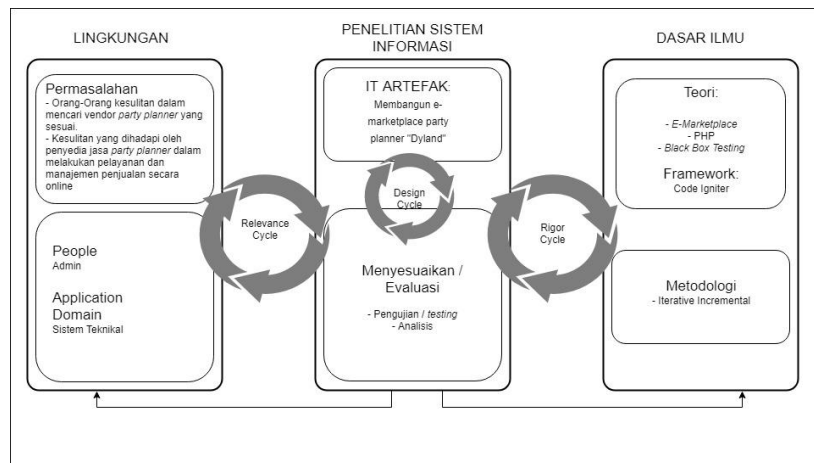 LINGKUNGAN
Permasalahan
- Orang-Orang kesulitan dalam
mencari vendor party planner yang
sesuai.
- Kesulitan yang dihadapi oleh
penyedia jasa party planner dalam
melakukan pelayanan dan
manajemen penjualan secara
online
People
Admin
Application
Domain
Sistem Teknikal
Relevance
Cycle
PENELITIAN SISTEM
INFORMASI
IT ARTEFAK:
Membangun e-
marketplace party
planner "Dyland"
Design
Cycle
Menyesuaikan /
Evaluasi
- Pengujian / testing
- Analisis
Rigor
Cycle
DASAR ILMU
Teori:
- E-Marketplace
- PHP
- Black Box Testing
Framework:
Code Igniter
Metodologi
- Iterative Incremental